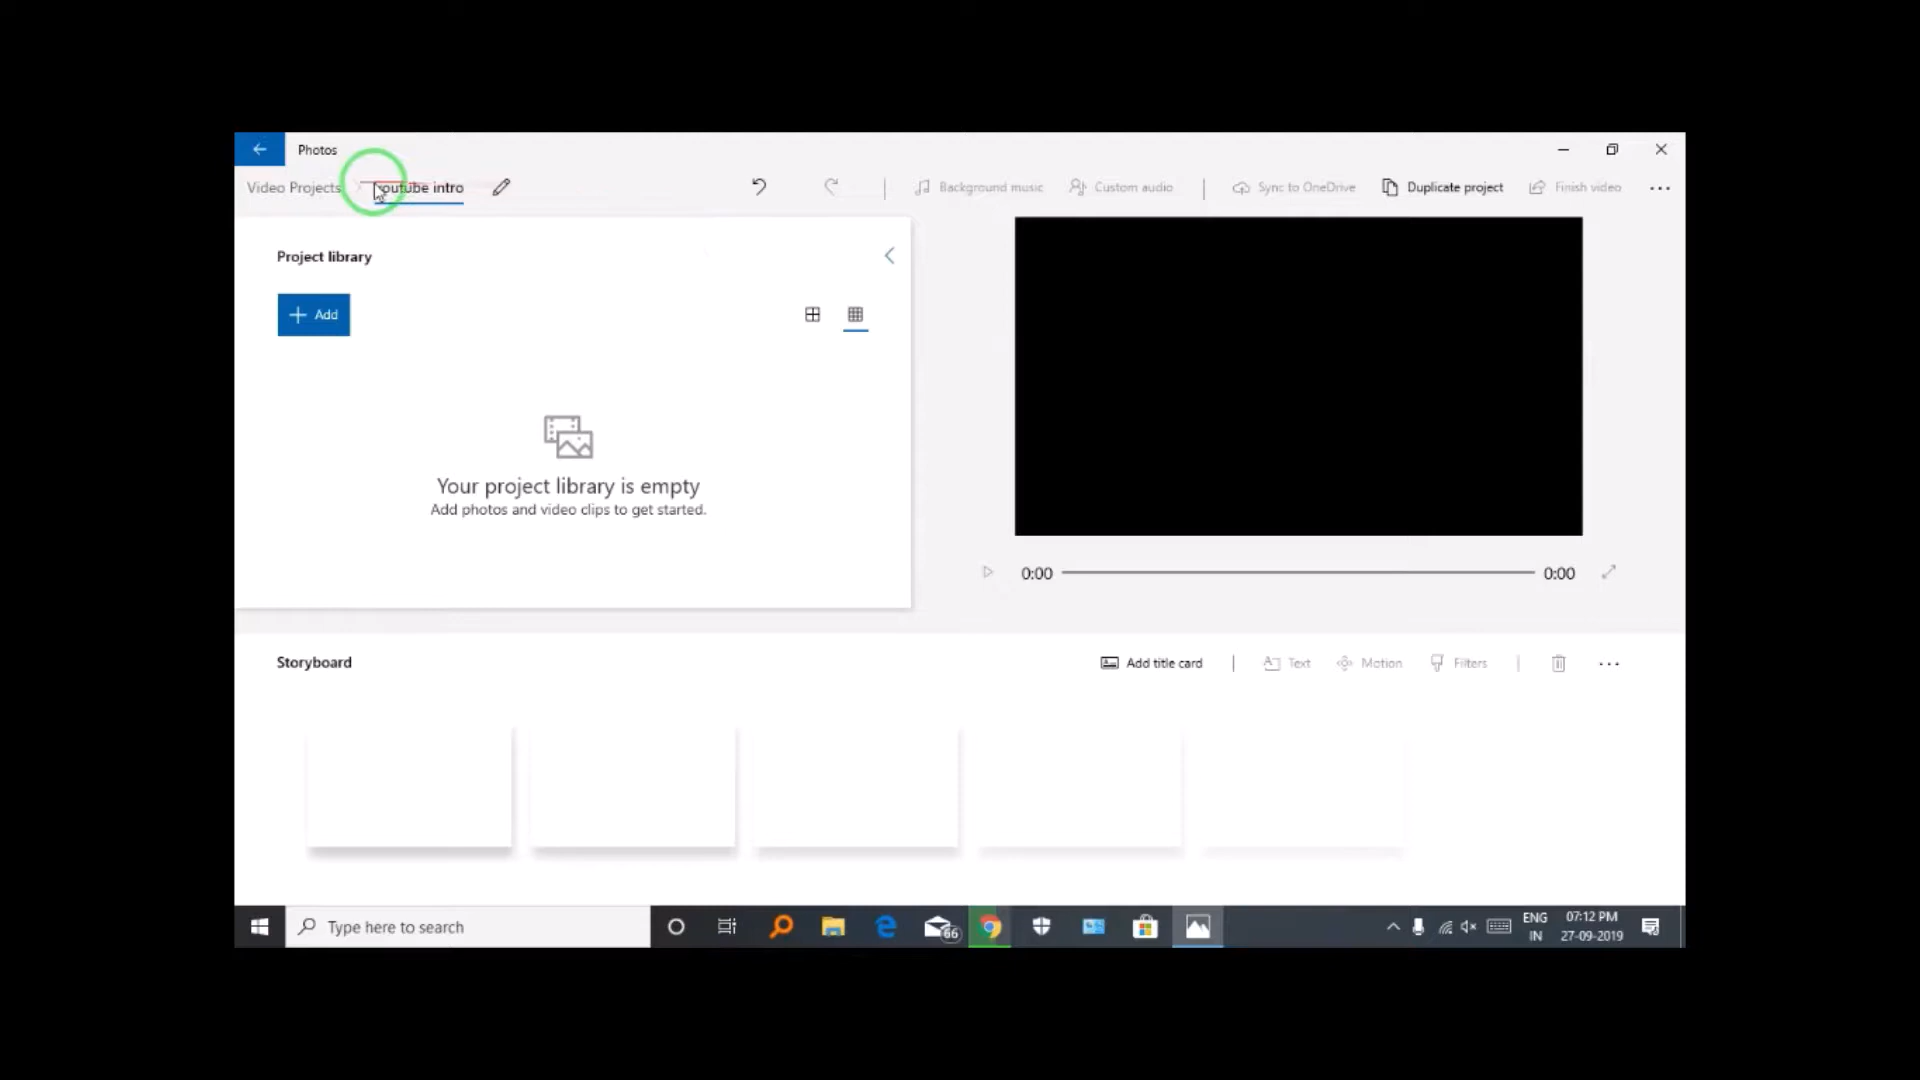 Photos
Video Projects
youtube intro
Background music
Custom audio
Sync to OneDrive
Duplicate project
Finish video
Project library
Add
Your project library is empty
Add photos and video clips to get started.
0:00
0:00
Storyboard
Add title card
Text
Motion
Filters
Type here to search
66
ENG
IN
07:12 PM
27-09-2019